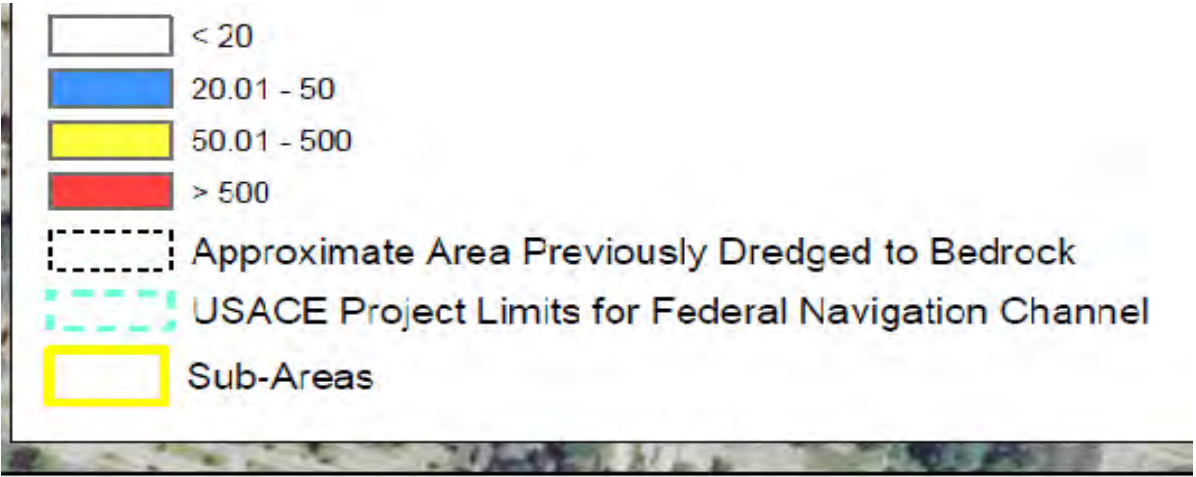 < 20
20.01 - 50
50.01 - 500
> 500
Approximate Area Previously Dredged to Bedrock
USACE Project Limits for Federal Navigation Channel
Sub-Areas